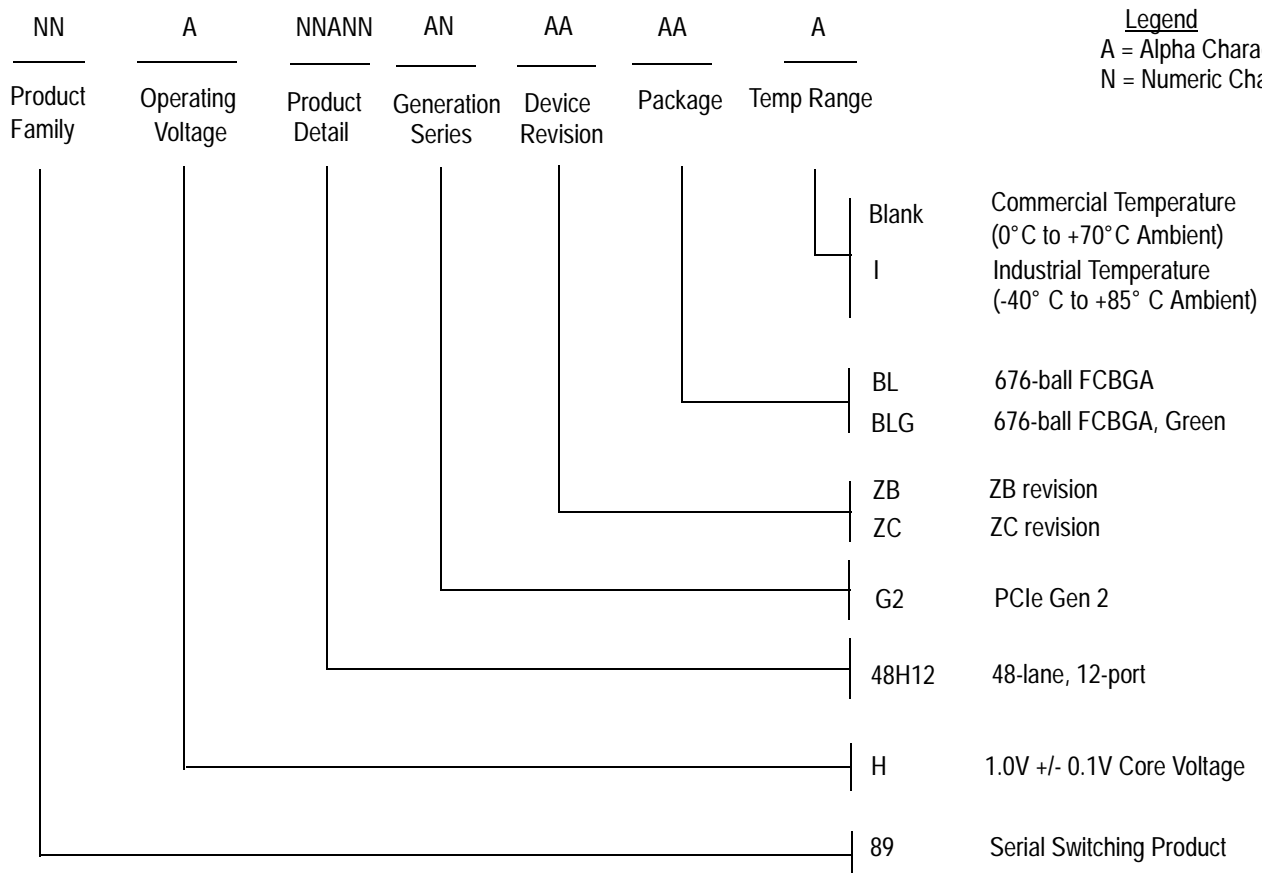 NN A NNANN AN AA AA A
Legend
A = Alpha
N = Numeric
Product Family
Operating Voltage
Product Detail
Generation Series
Device Revision
Package
Temp Range
Blank Commercial Temperature
(0°C to +70°C Ambient)
I Industrial Temperature
(-40° C to +85° C Ambient)
BL 676-ball FCBGA
BLG 676-ball FCBGA, Green
ZB ZB revision
ZC ZC revision
G2 PCIe Gen 2
48H12 48-lane, 12-port
H 1.0V +/- 0.1V Core Voltage
89 Serial Switching Product